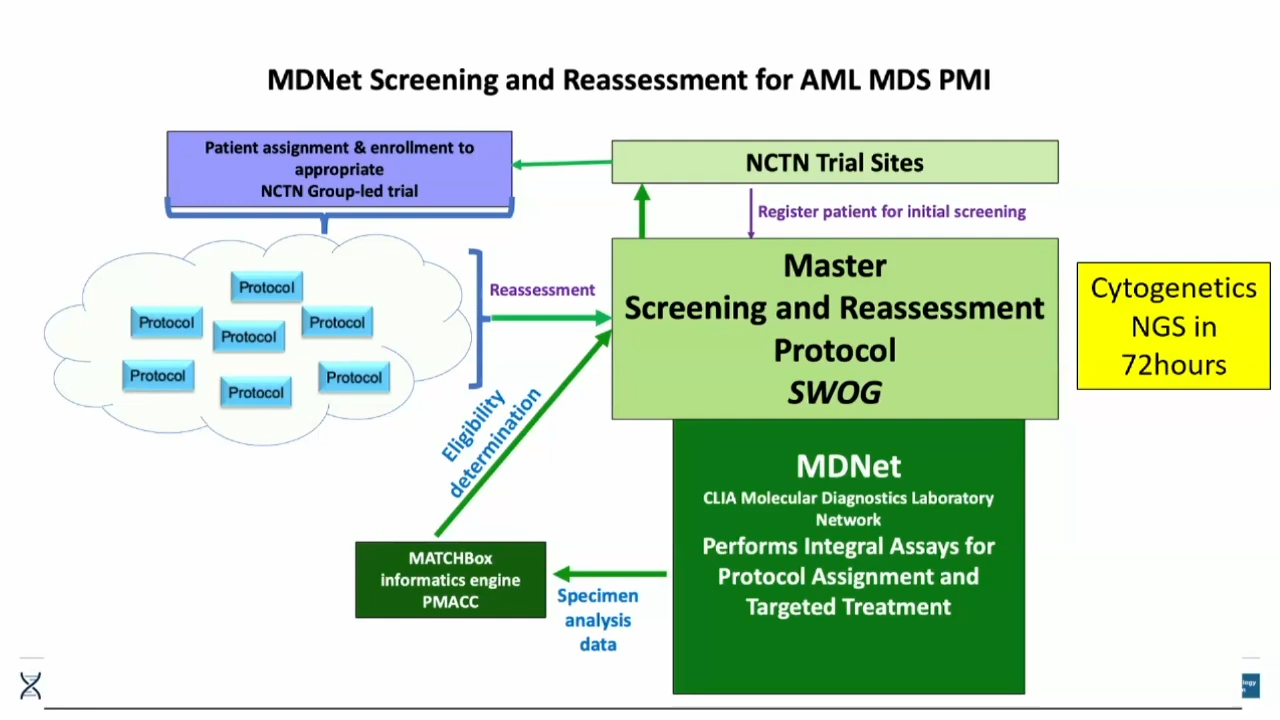 MDNet Screening and Reassessment for AML MDS PMI
Patient assignment & enrollment to
appropriate
NCTN Group-led trial
NCTN Trial Sites
Register patient for initial screening
Master
Screening and Reassessment
Protocol
SWOG
Cytogenetics
NGS in
72hours
Reassessment
Protocol
Protocol
Protocol
Protocol
Protocol
Protocol
Protocol
Eligibility
determination
MDNet
CLIA Molecular Diagnostics Laboratory
Network
Performs Integral Assays for
Protocol Assignment and
Targeted Treatment
MATCHBox
informatics engine
PMACC
Specimen
analysis
data